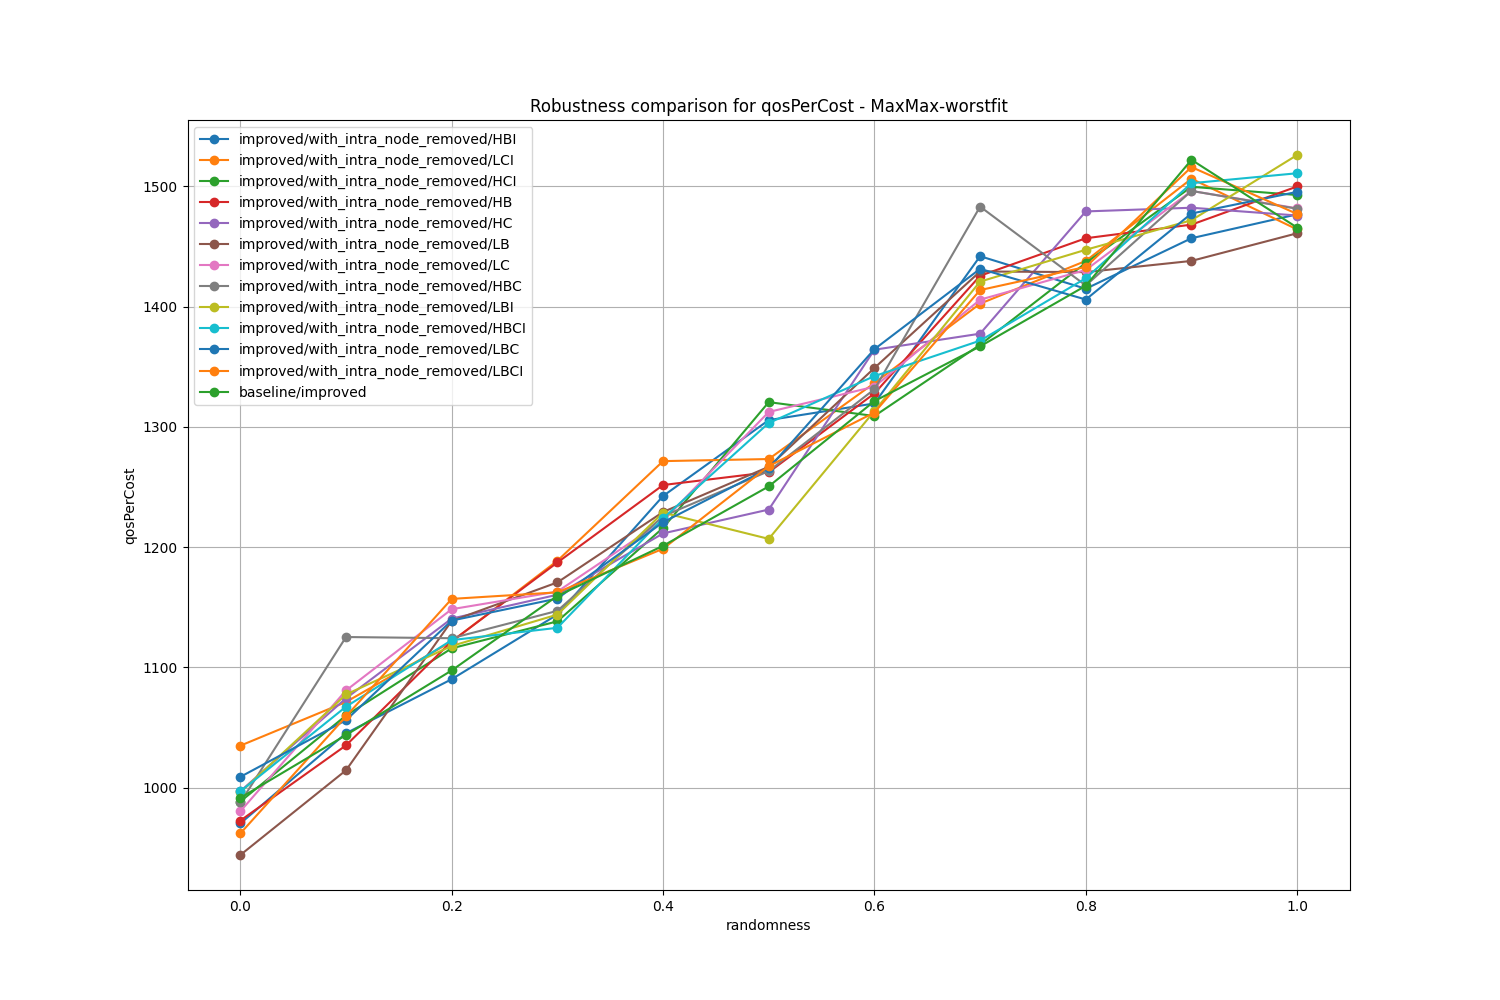 Robustness comparison for qosPerCost - MaxMax-worstfit
improved/with_intra_node_removed/HBI
improved/with_intra_node_removed/LCI
improved/with_intra_node_removed/HCI
improved/with_intra_node_removed/HB
improved/with_intra_node_removed/HC
improved/with_intra_node_removed/LB
improved/with_intra_node_removed/LC
improved/with_intra_node_removed/HBC
improved/with_intra_node_removed/LBI
improved/with_intra_node_removed/HBCI
improved/with_intra_node_removed/LBC
improved/with_intra_node_removed/LBCI
baseline/improved
1500
1400
1300
1200
1100
1000
qosPerCost
0.0 0.2 0.4 0.6 0.8 1.0
randomness